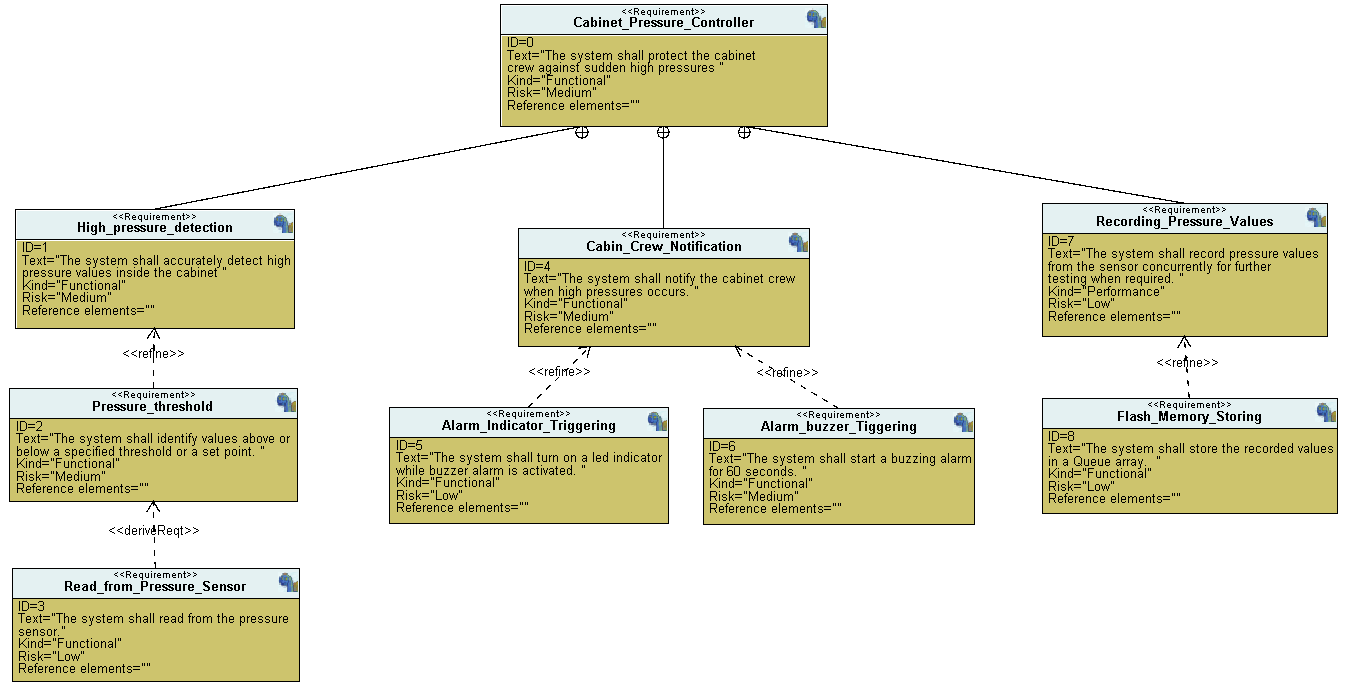 <<Requirement>>
Cabinet_Pressure_Controller
ID=0
Text="The system shall protect the cabinet
crew against sudden high pressures "
Kind="Functional"
Risk="Medium"
Reference elements=""
<<Requirement>>
High_pressure_detection
ID=1
Text="The system shall accurately detect high
pressure values inside the cabinet "
Kind="Functional"
Risk="Medium"
Reference elements=""
<<Requirement>>
Cabin_Crew_Notification
ID=4
Text="The system shall notify the cabinet crew
when high pressures occurs. "
Kind="Functional"
Risk="Medium"
Reference elements=""
<<Requirement>>
Recording_Pressure_Values
ID=7
Text="The system shall record pressure values
from the sensor concurrently for further
testing when required. "
Kind="Performance"
Risk="Low"
Reference elements=""
<<refine>>
<<refine>>
<<refine>>
<<refine>>
<<Requirement>>
Pressure_threshold
ID=2
Text="The system shall identify values above or
below a specified threshold or a set point. "
Kind="Functional"
Risk="Medium"
Reference elements=""
<<Requirement>>
Alarm_Indicator_Triggering
ID=5
Text="The system shall turn on a led indicator
while buzzer alarm is activated. "
Kind="Functional"
Risk="Low"
Reference elements=""
<<Requirement>>
Alarm_buzzer_Tiggering
ID=6
Text="The system shall start a buzzing alarm
for 60 seconds. "
Kind="Functional"
Risk="Medium"
Reference elements=""
<<Requirement>>
Flash_Memory_Storing
ID=8
Text="The system shall store the recorded values
in a Queue array. "
Kind="Functional"
Risk="Low"
Reference elements=""
<<deriveReqt>>
<<Requirement>>
Read_from_Pressure_Sensor
ID=3
Text="The system shall read from the pressure
sensor."
Kind="Functional"
Risk="Low"
Reference elements=""